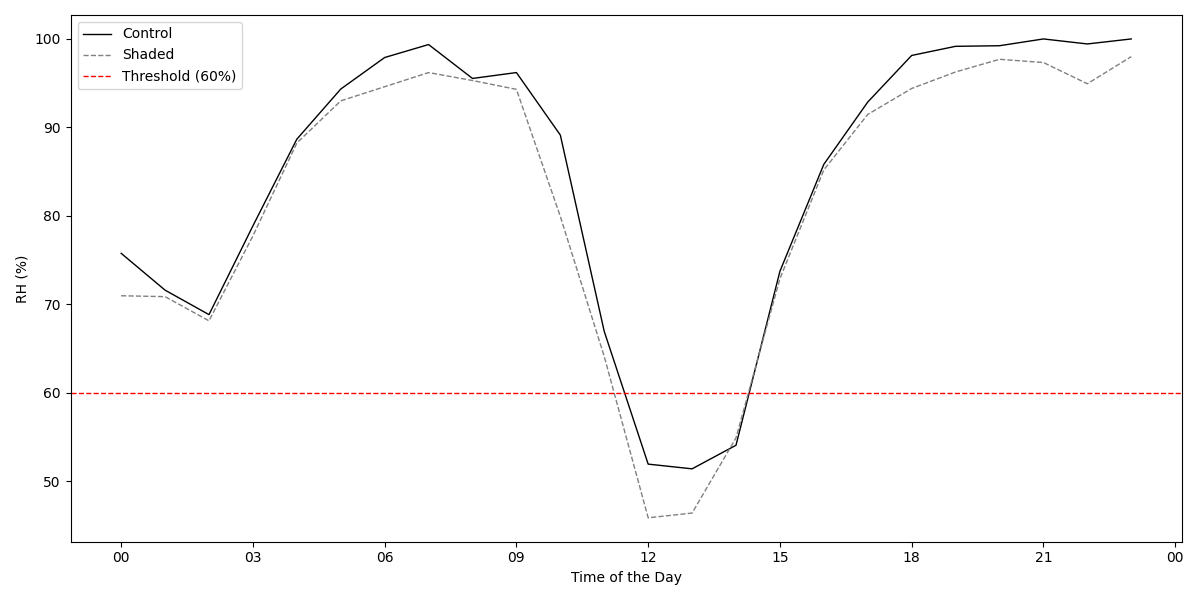 Control
Shaded
Threshold (60%)
100
90
80
70
60
50
RH (%)
00 03 06 09 12 15 18 21 00
Time of the Day